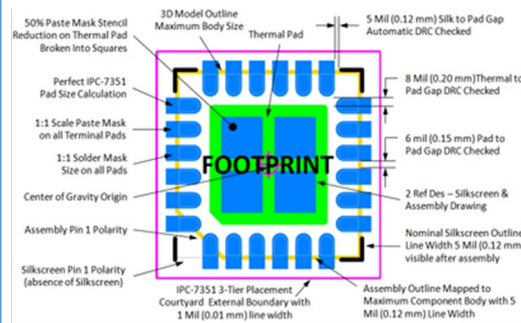 50% Paste Mask Stencil
Reduction on Thermal Pad
Broken Into Squares
3D Model Outline
Maximum Body Size
Thermal Pad
5 Mil (0.12 mm) Silk to Pad Gap
Automatic DRC Checked
Perfect IPC-7351
Pad Size Calculation
8 Mil (0.20 mm)Thermal to
Pad Gap DRC Checked
1:1 Scale Paste Mask
on all Terminal Pads
6 mil (0.15 mm) Pad to
Pad Gap DRC Checked
1:1 Solder Mask
Size on all Pads
FOOTPRINT
Center of Gravity Origin
2 Ref Des – Silkscreen &
Assembly Drawing
Assembly Pin 1 Polarity
Nominal Silkscreen Outline
Line Width 5 Mil (0.12 mm
visible after assembly
Silkscreen Pin 1 Polarity
(absence of Silkscreen)
IPC-7351 3-Tier Placement
Courtyard External Boundary with
1 Mil (0.01 mm) line width
Assembly Outline Mapped to
Maximum Component Body with 5
Mil (0.12 mm) Line Width